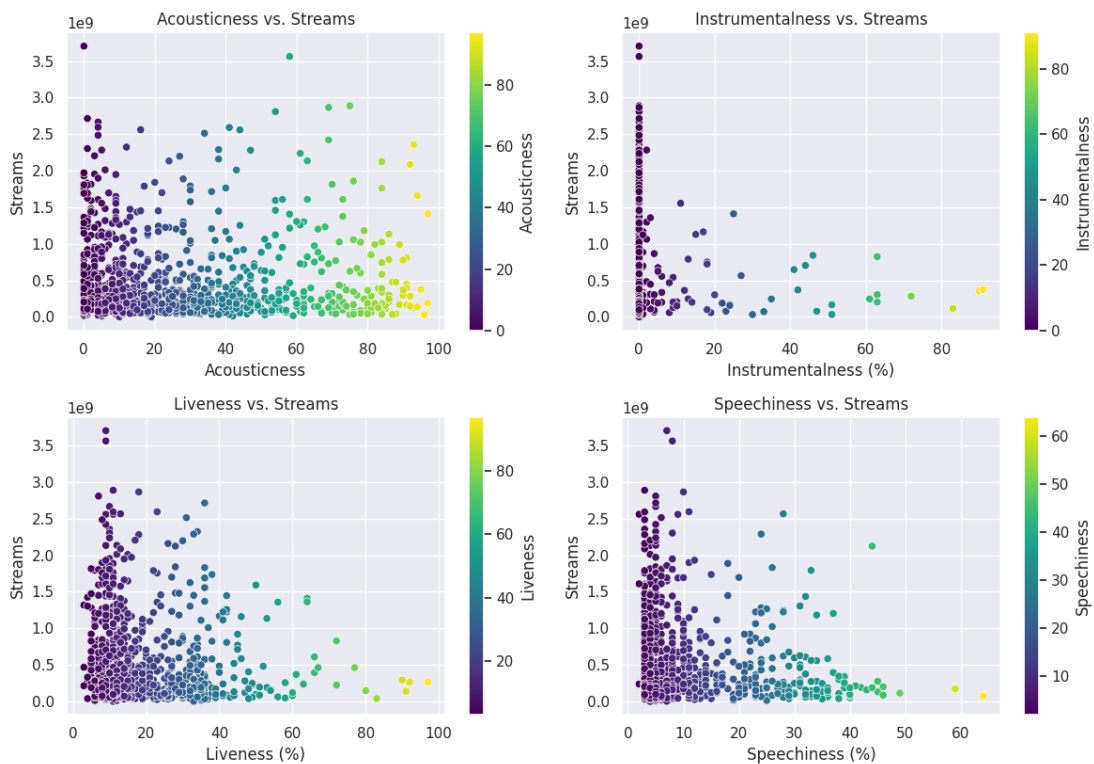 Acousticness vs. Streams
1e9
3.5
3.0
2.5
2.0
1.5
1.0
0.5
0.0
Streams
0 20 40 60 80 100
Acousticness
80
60
40
20
0
Acousticness
Instrumentalness vs. Streams
1e9
3.5
3.0
2.5
2.0
1.5
1.0
0.5
0.0
Streams
0 20 40 60 80
Instrumentalness (%)
80
60
40
20
0
Instrumentalness
Liveness vs. Streams
1e9
3.5
3.0
2.5
2.0
1.5
1.0
0.5
0.0
Streams
0 20 40 60 80 100
Liveness (%)
80
60
40
20
Liveness
Speechiness vs. Streams
1e9
3.5
3.0
2.5
2.0
1.5
1.0
0.5
0.0
Streams
0 10 20 30 40 50 60
Speechiness (%)
60
50
40
30
20
10
Speechiness